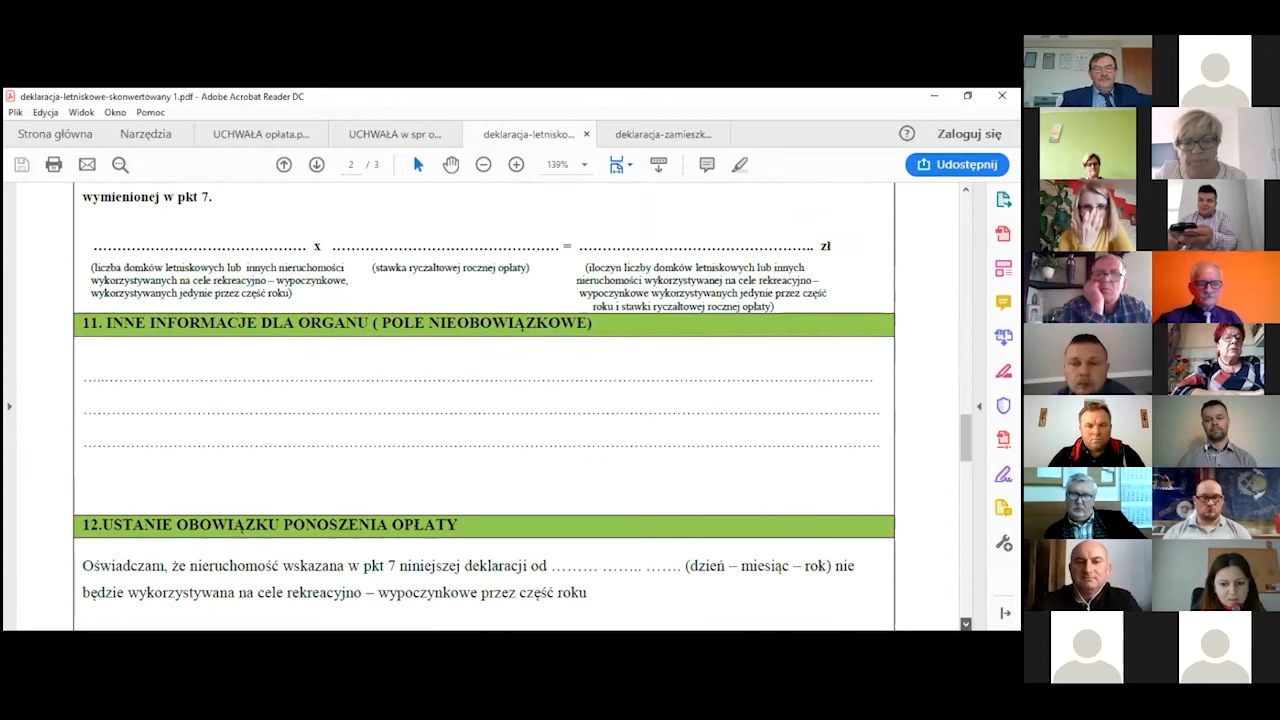 deklaracja-letniskowe-skonwertowany 1.pdf - Adobe Acrobat Reader DC
Plik Edycja Widok Okno Pomoc
Strona główna Narzędzia UCHWAŁA opłata.p... UCHWAŁA w spr o... deklaracja-letnisko... × deklaracja-zamieszk... Zaloguj się
2 / 3 139% Udostępnij
wymienionej w pkt 7.
…………………………………… x ……………………………………… = ……………………………………….. zł
(liczba domków letniskowych lub innych nieruchomości
wykorzystywanych na cele rekreacyjno – wypoczynkowe,
wykorzystywanych jedynie przez część roku)
(stawka ryczałtowej rocznej opłaty)
(iloczyn liczby domków letniskowych lub innych
nieruchomości wykorzystywanej na cele rekreacyjno –
wypoczynkowe wykorzystywanych jedynie przez część
roku i stawki ryczałtowej rocznej opłaty)
11. INNE INFORMACJE DLA ORGANU ( POLE NIEOBOWIĄZKOWE)
12.USTANIE OBOWIĄZKU PONOSZENIA OPŁATY
Oświadczam, że nieruchomość wskazana w pkt 7 niniejszej deklaracji od ……… …….. ……. (dzień – miesiąc – rok) nie
będzie wykorzystywana na cele rekreacyjno – wypoczynkowe przez część roku